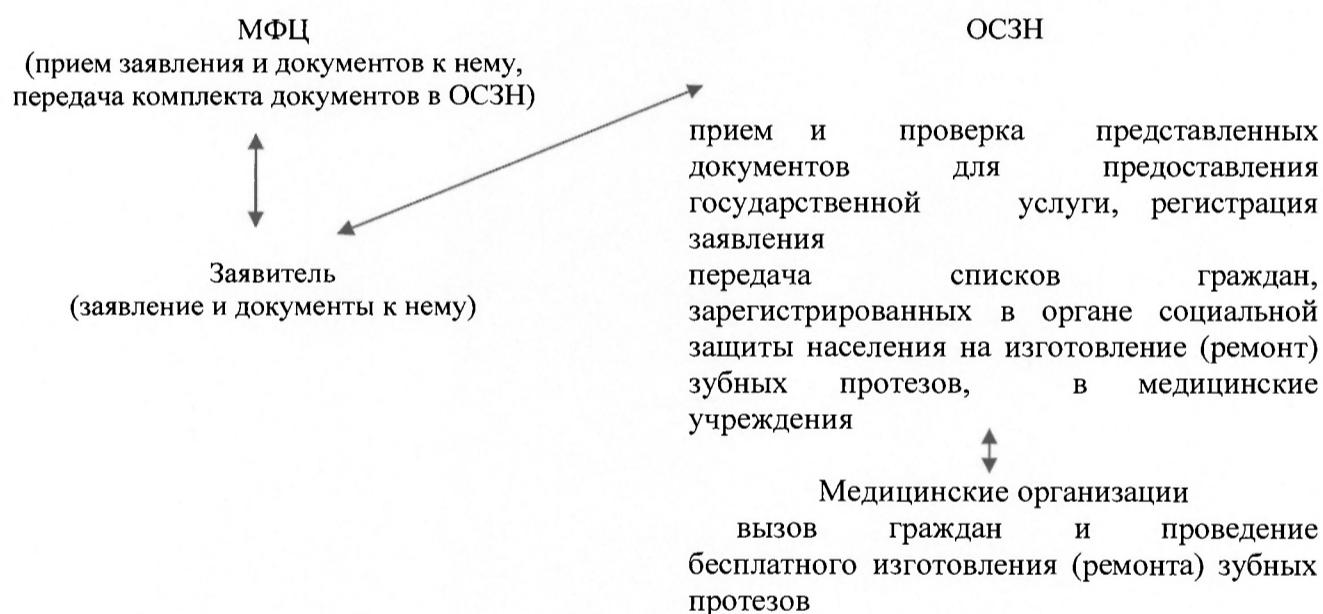 МФЦ
(прием заявления и документов к нему,
передача комплекта документов в ОСЗН)
Заявитель
(заявление и документы к нему)
ОСЗН
прием и проверка представленных
документов для предоставления
государственной услуги, регистрация
заявления
передача списков граждан,
зарегистрированных в органе социальной
защиты населения на изготовление (ремонт)
зубных протезов, в медицинские
учреждения
Медицинские организации
вызов граждан и проведение
бесплатного изготовления (ремонта) зубных
протезов